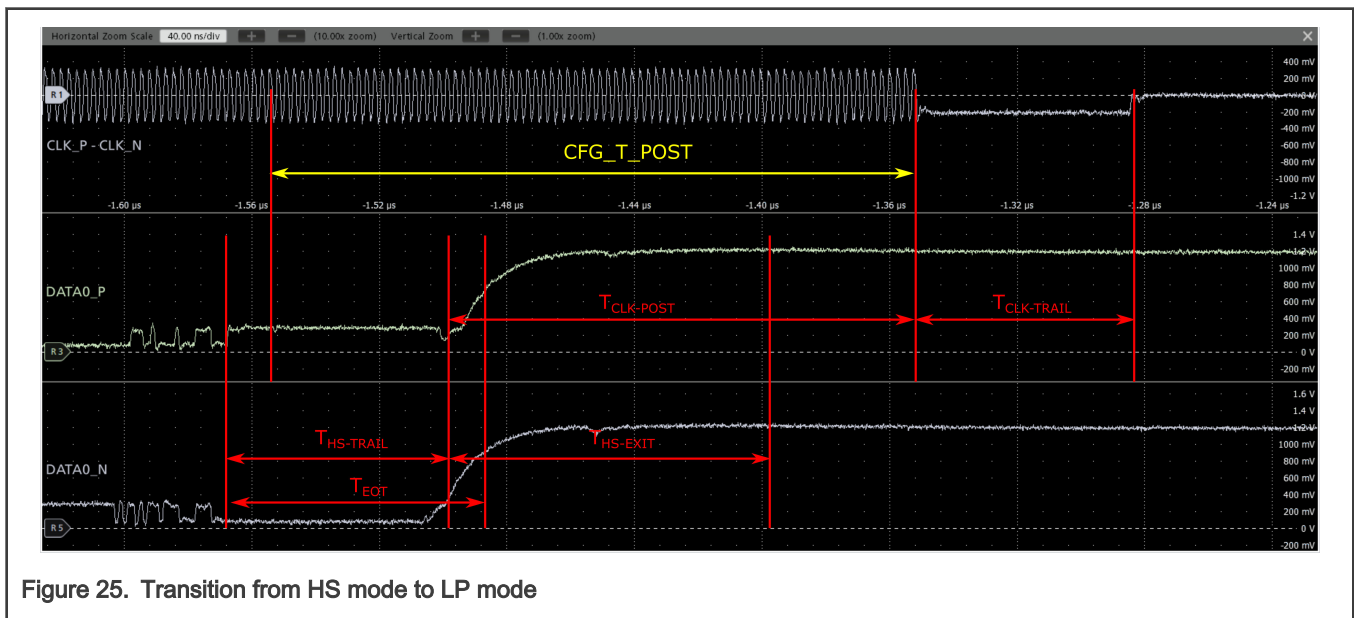 Horizontal Zoom Scale 40.00 ns/div + − (10.00x zoom) Vertical Zoom + − (1.00x zoom) ×
400 mV
200 mV
R1
0 V
-200 mV
-400 mV
CLK_P - CLK_N
CFG_T_POST
-600 mV
-800 mV
-1000 mV
-1.2 V
-1.60 µs -1.56 µs -1.52 µs -1.48 µs -1.44 µs -1.40 µs -1.36 µs -1.32 µs -1.28 µs -1.24 µs
1.4 V
1.2 V
1000 mV
DATA0_P
800 mV
TCLK-POST TCLK-TRAIL
600 mV
400 mV
200 mV
R3
0 V
-200 mV
1.6 V
1.4 V
1.2 V
THS-TRAIL THS-EXIT
1000 mV
DATA0_N
800 mV
TEOT
600 mV
400 mV
200 mV
R5
0 V
-200 mV
Figure 25. Transition from HS mode to LP mode